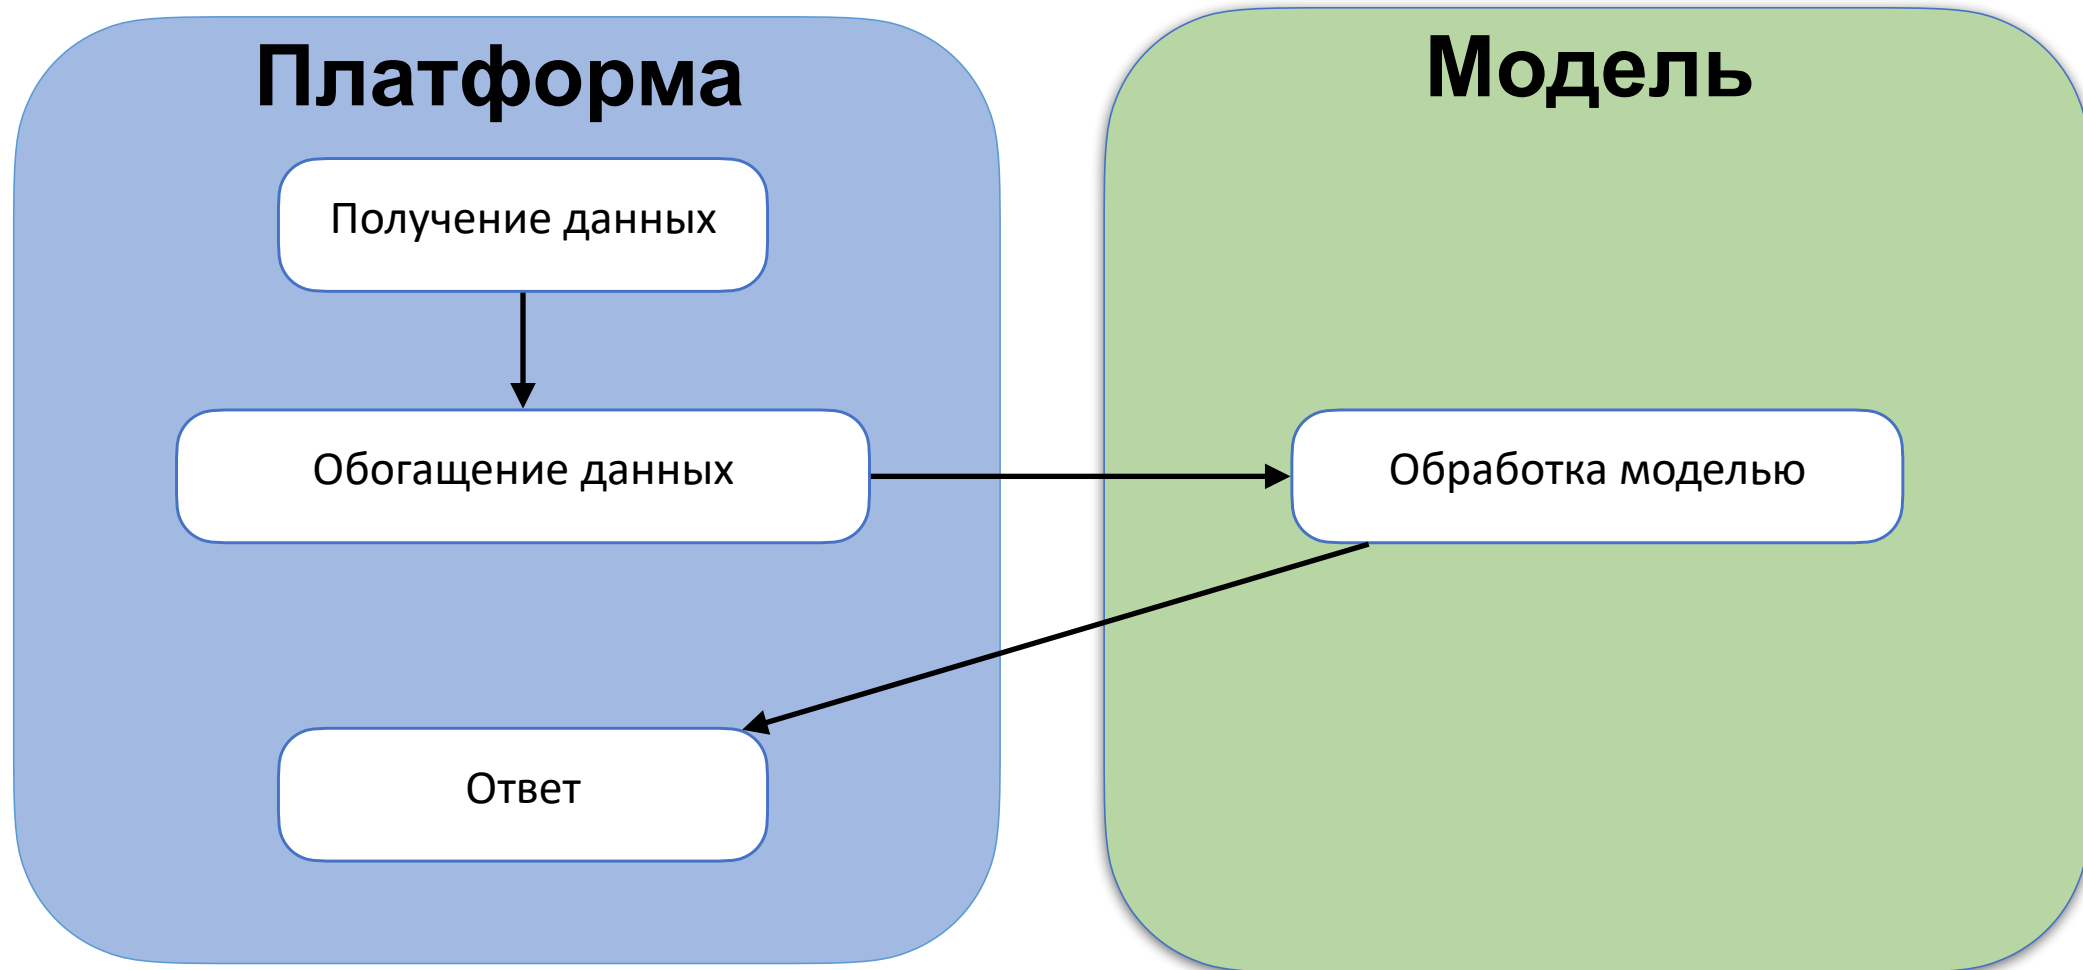 Платформа
Модель
Получение данных
Обогащение данных
Обработка моделью
Ответ